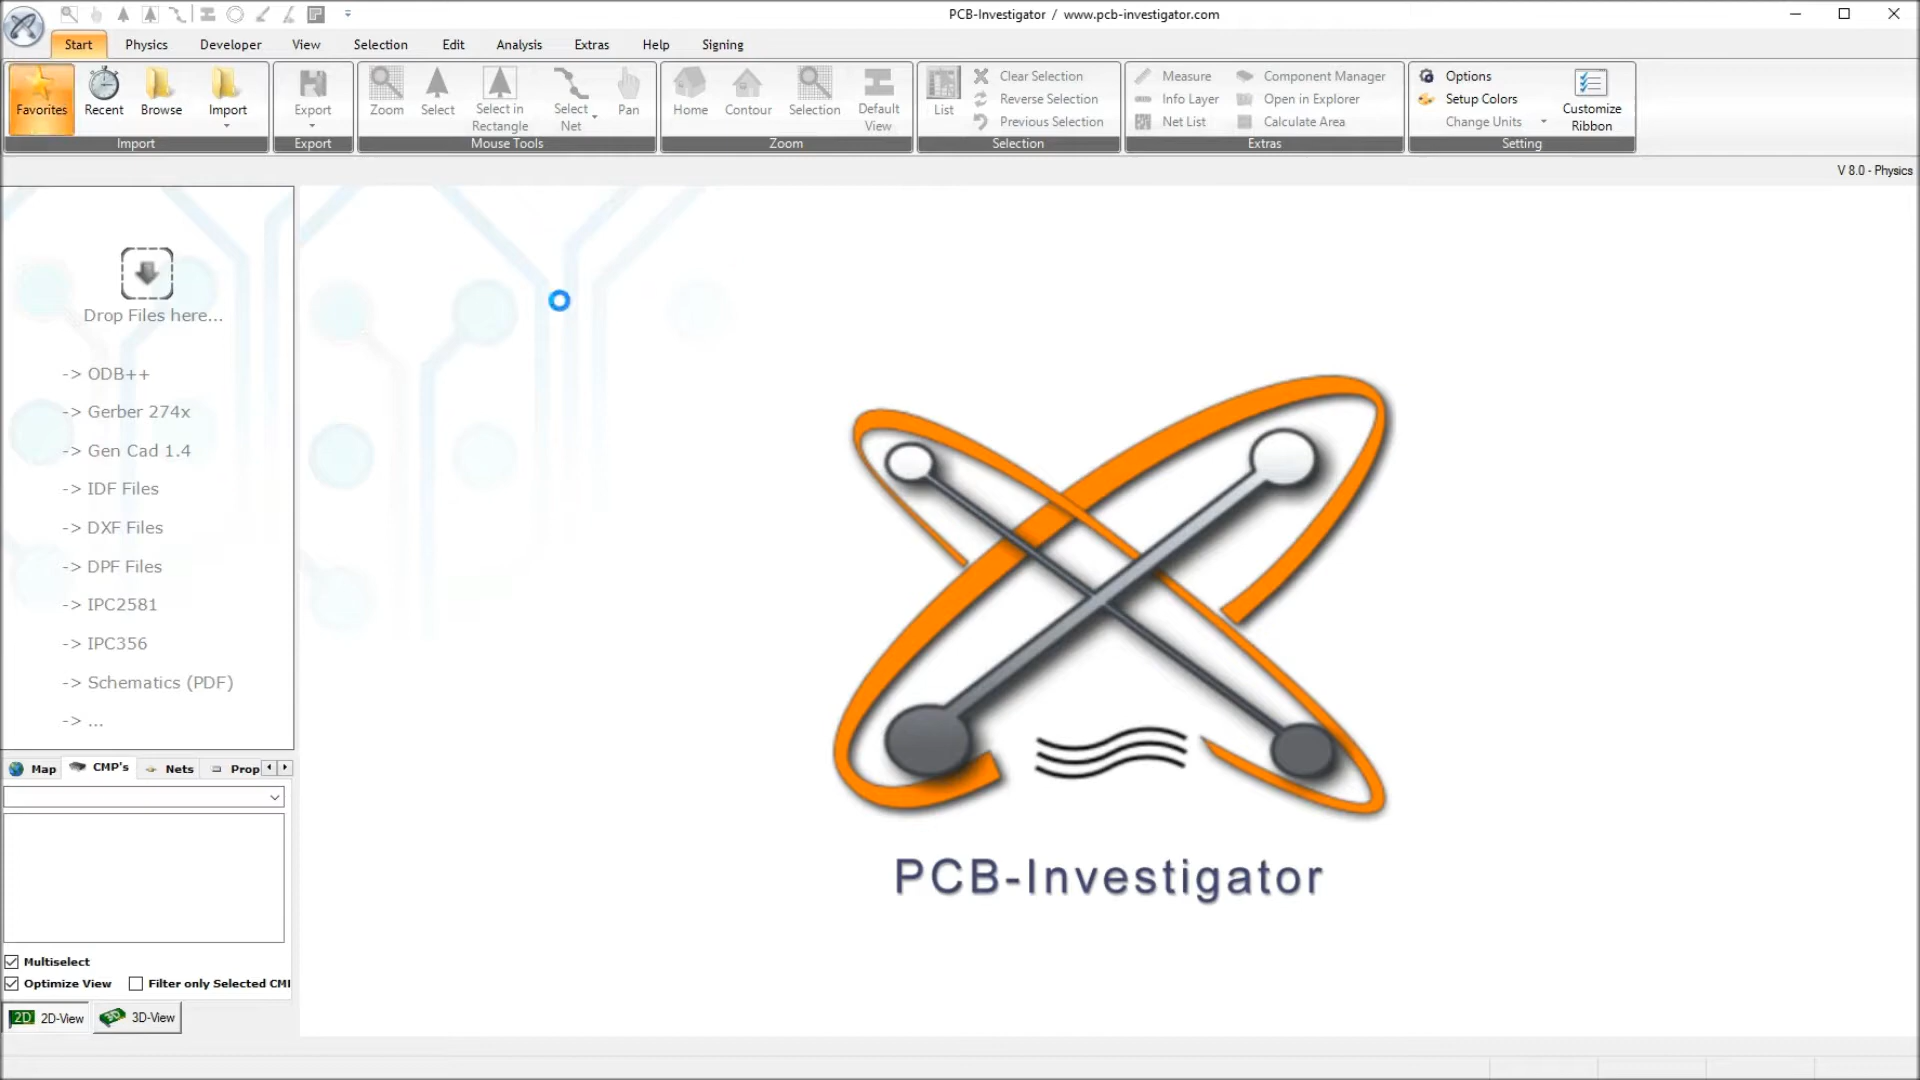 PCB-Investigator / www.pcb-investigator.com
Start Physics Developer View Selection Edit Analysis Extras Help Signing
Favorites Recent Browse Import
Import
Export
Export
Zoom Select Select in Rectangle Select Net Pan
Mouse Tools
Home Contour Selection Default View
Zoom
List
Clear Selection
Reverse Selection
Previous Selection
Selection
Measure Component Manager
Info Layer Open in Explorer
Net List Calculate Area
Extras
Options
Setup Colors
Change Units
Customize Ribbon
Setting
V 8.0 - Physics
Drop Files here...
-> ODB++
-> Gerber 274x
-> Gen Cad 1.4
-> IDF Files
-> DXF Files
-> DPF Files
-> IPC2581
-> IPC356
-> Schematics (PDF)
-> ...
Map CMP's Nets Prop
Multiselect
Optimize View Filter only Selected CMI
2D 2D-View 3D 3D-View
PCB-Investigator